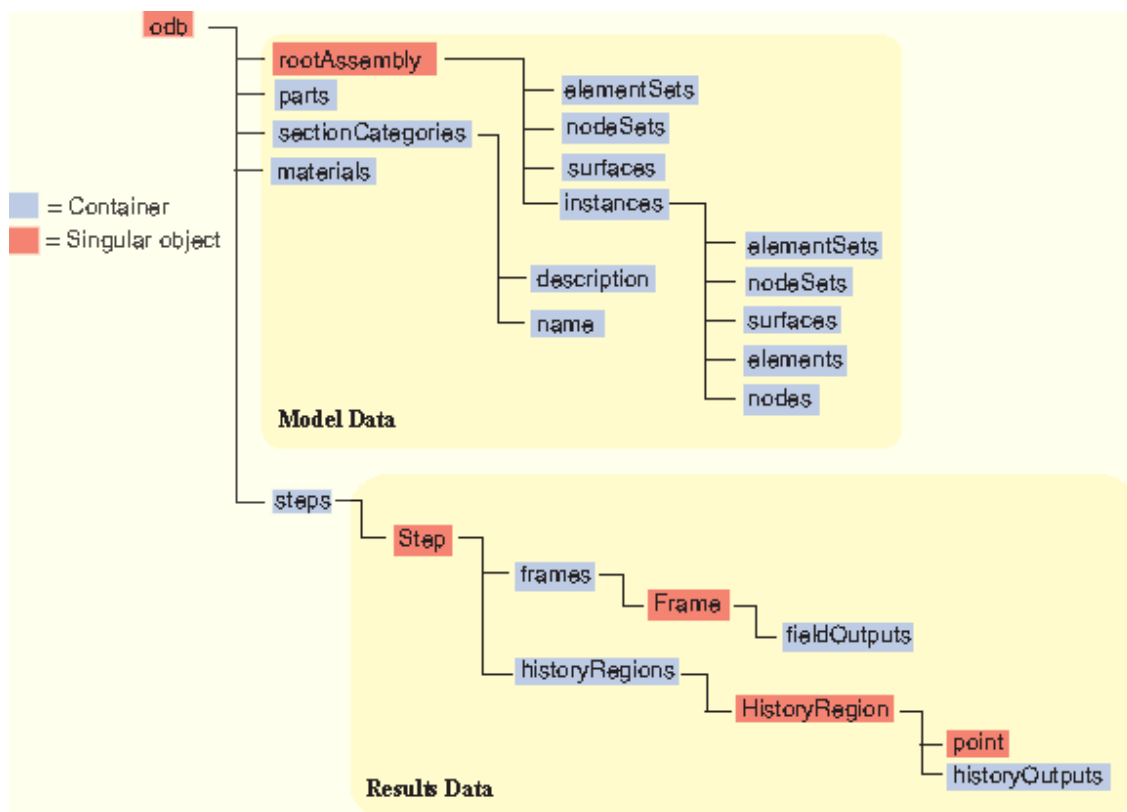 odb
rootAssembly
elementSets
parts
nodeSets
sectionCategories
surfaces
materials
instances
= Container
= Singular object
elementSets
description
nodeSets
name
surfaces
elements
nodes
Model Data
steps
Step
frames
Frame
fieldOutputs
historyRegions
HistoryRegion
point
historyOutputs
Results Data